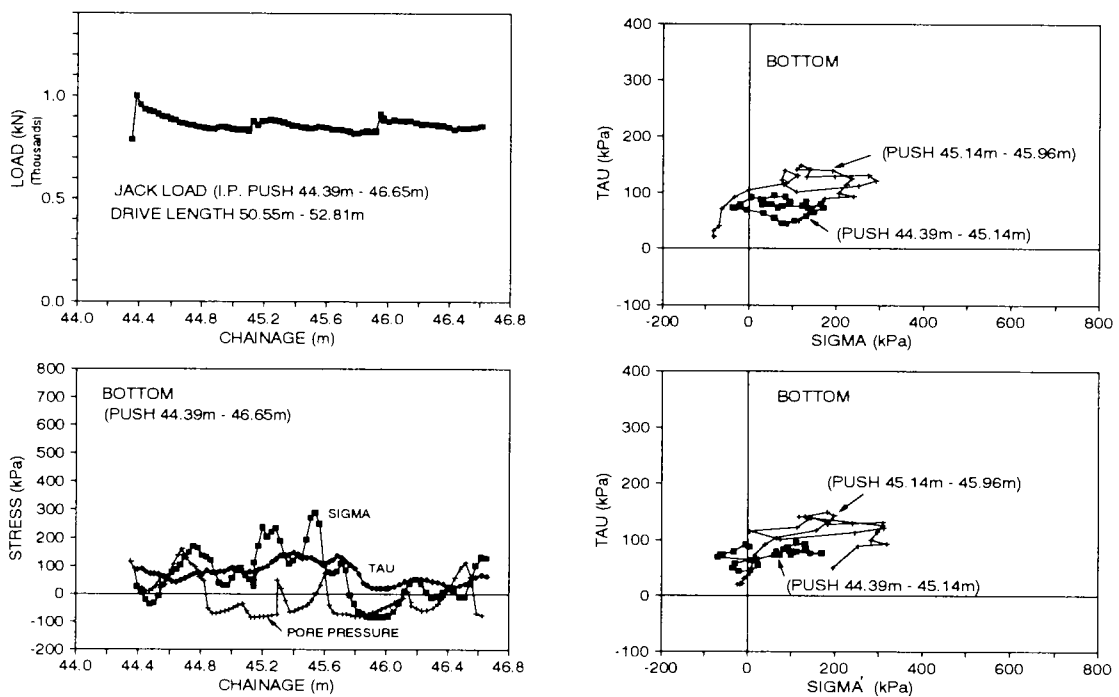 LOAD (kN)
(Thousands)
1.0
0.5
0.0
JACK LOAD (I.P. PUSH 44.39m - 46.65m)
DRIVE LENGTH 50.55m - 52.81m
44.0 44.4 44.8 45.2 45.6 46.0 46.4 46.8
CHAINAGE (m)
TAU (kPa)
400
300
200
100
0
-100
BOTTOM
(PUSH 45.14m - 45.96m)
(PUSH 44.39m - 45.14m)
-200 0 200 400 600 800
SIGMA (kPa)
STRESS (kPa)
800
700
600
500
400
300
200
100
0
-100
-200
BOTTOM
(PUSH 44.39m - 46.65m)
SIGMA
TAU
PORE PRESSURE
44.0 44.4 44.8 45.2 45.6 46.0 46.4 46.8
CHAINAGE (m)
TAU (kPa)
400
300
200
100
0
-100
BOTTOM
(PUSH 45.14m - 45.96m)
(PUSH 44.39m - 45.14m)
-200 0 200 400 600 800
SIGMA' (kPa)